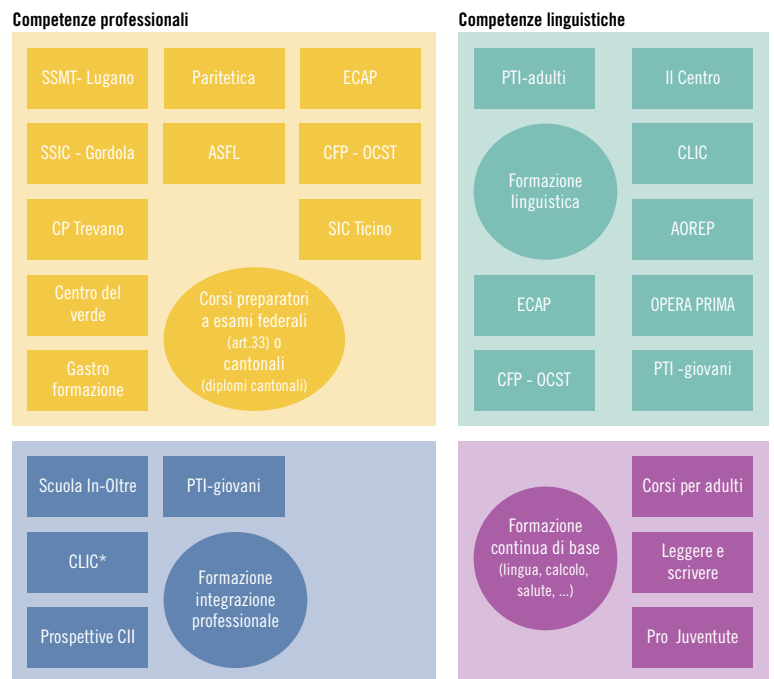 Competenze professionali
SSMT- Lugano
Paritetica
ECAP
SSIC - Gordola
ASFL
CFP - OCST
CP Trevano
SIC Ticino
Centro del
verde
Corsi preparatori
a esami federali
(art.33) o
cantonali
(diplomi cantonali)
Gastro
formazione
Competenze linguistiche
PTI-adulti
Il Centro
Formazione
linguistica
CLIC
AOREP
ECAP
OPERA PRIMA
CFP - OCST
PTI -giovani
Scuola In-Oltre
PTI-giovani
CLIC*
Formazione
integrazione
professionale
Prospettive CII
Formazione
continua di base
(lingua, calcolo,
salute, ...)
Corsi per adulti
Leggere e
scrivere
Pro Juventute